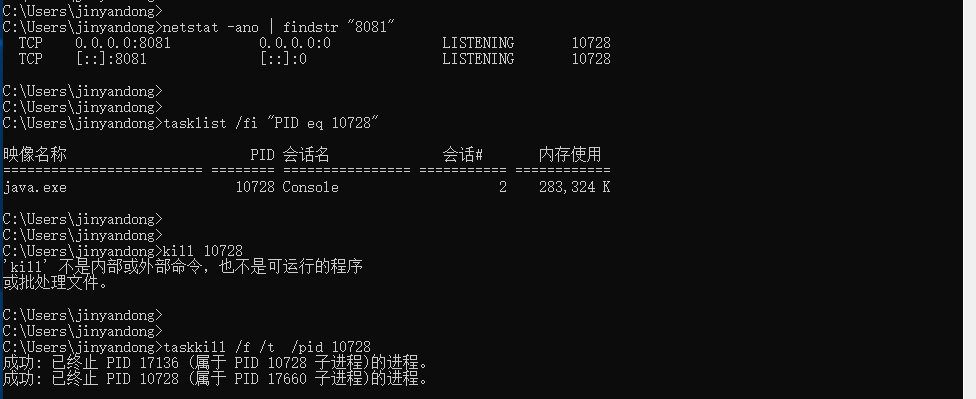 C:\Users\jinyandong>
C:\Users\jinyandong>netstat -ano | findstr "8081"
  TCP    0.0.0.0:8081           0.0.0.0:0              LISTENING       10728
  TCP    [::]:8081              [::]:0                 LISTENING       10728
C:\Users\jinyandong>
C:\Users\jinyandong>
C:\Users\jinyandong>tasklist /fi "PID eq 10728"
映像名称                       PID 会话名              会话#       内存使用
========================= ======== ================ =========== ============
java.exe                     10728 Console                    2    283,324 K
C:\Users\jinyandong>
C:\Users\jinyandong>
C:\Users\jinyandong>kill 10728
'kill' 不是内部或外部命令，也不是可运行的程序
或批处理文件。
C:\Users\jinyandong>
C:\Users\jinyandong>
C:\Users\jinyandong>taskkill /f /t  /pid 10728
成功: 已终止 PID 17136 (属于 PID 10728 子进程)的进程。
成功: 已终止 PID 10728 (属于 PID 17660 子进程)的进程。